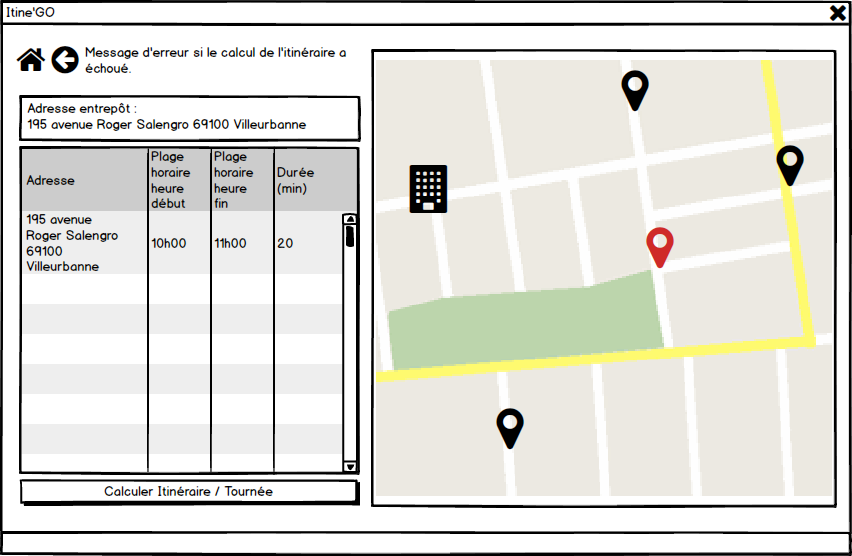 Itine'GO
Message d'erreur si le calcul de l'itinéraire a
échoué.
Adresse entrepôt :
195 avenue Roger Salengro 69100 Villeurbanne
Adresse
Plage
horaire
heure
début
Plage
horaire
heure
fin
Durée
(min)
195 avenue
Roger Salengro
69100
Villeurbanne
10h00
11h00
20
Calculer Itinéraire / Tournée